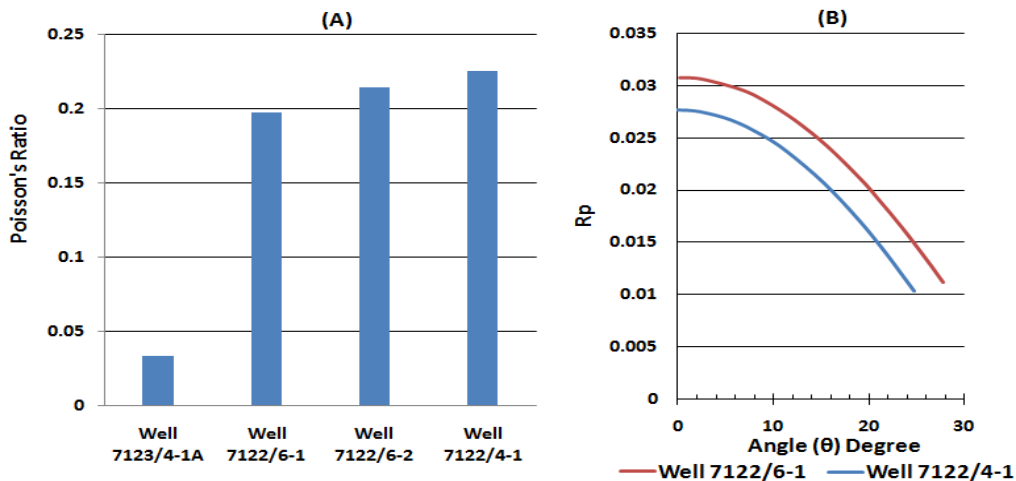 (A)
Poisson's Ratio
0.25
0.2
0.15
0.1
0.05
0
Well
7123/4-1A
Well
7122/6-1
Well
7122/6-2
Well
7122/4-1
(B)
Rp
0.035
0.03
0.025
0.02
0.015
0.01
0.005
0
0
10
20
30
Angle (θ) Degree
Well 7122/6-1
Well 7122/4-1